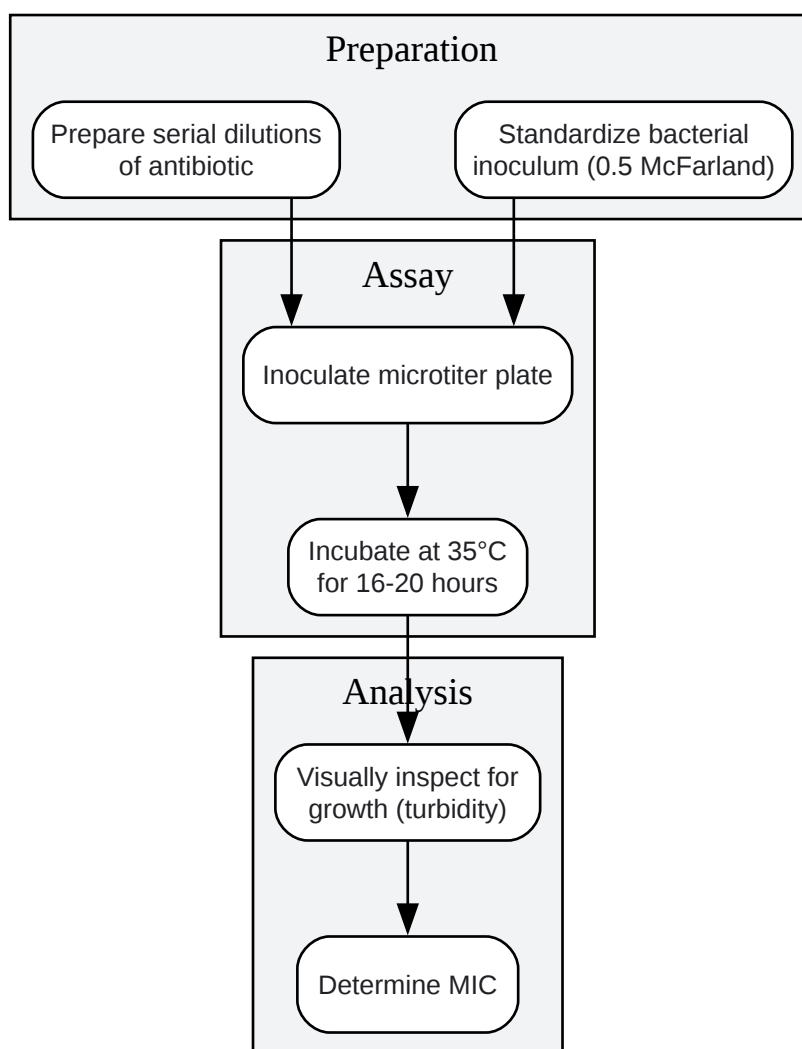 Preparation
Prepare serial dilutions
of antibiotic
Standardize bacterial
inoculum (0.5 McFarland)
Assay
Inoculate microtiter plate
Incubate at 35°C
for 16-20 hours
Analysis
Visually inspect for
growth (turbidity)
Determine MIC